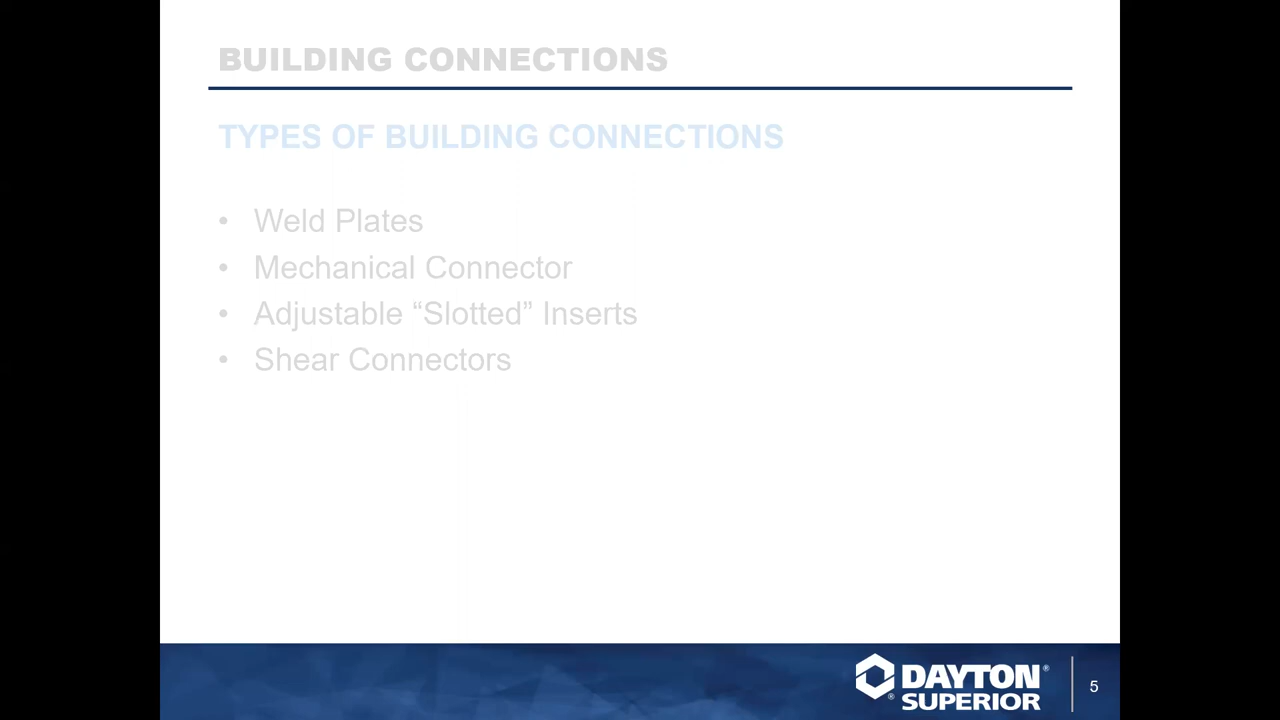 BUILDING CONNECTIONS
TYPES OF BUILDING CONNECTIONS
• Weld Plates
• Mechanical Connector
• Adjustable “Slotted” Inserts
• Shear Connectors
DAYTON®
®SUPERIOR
5